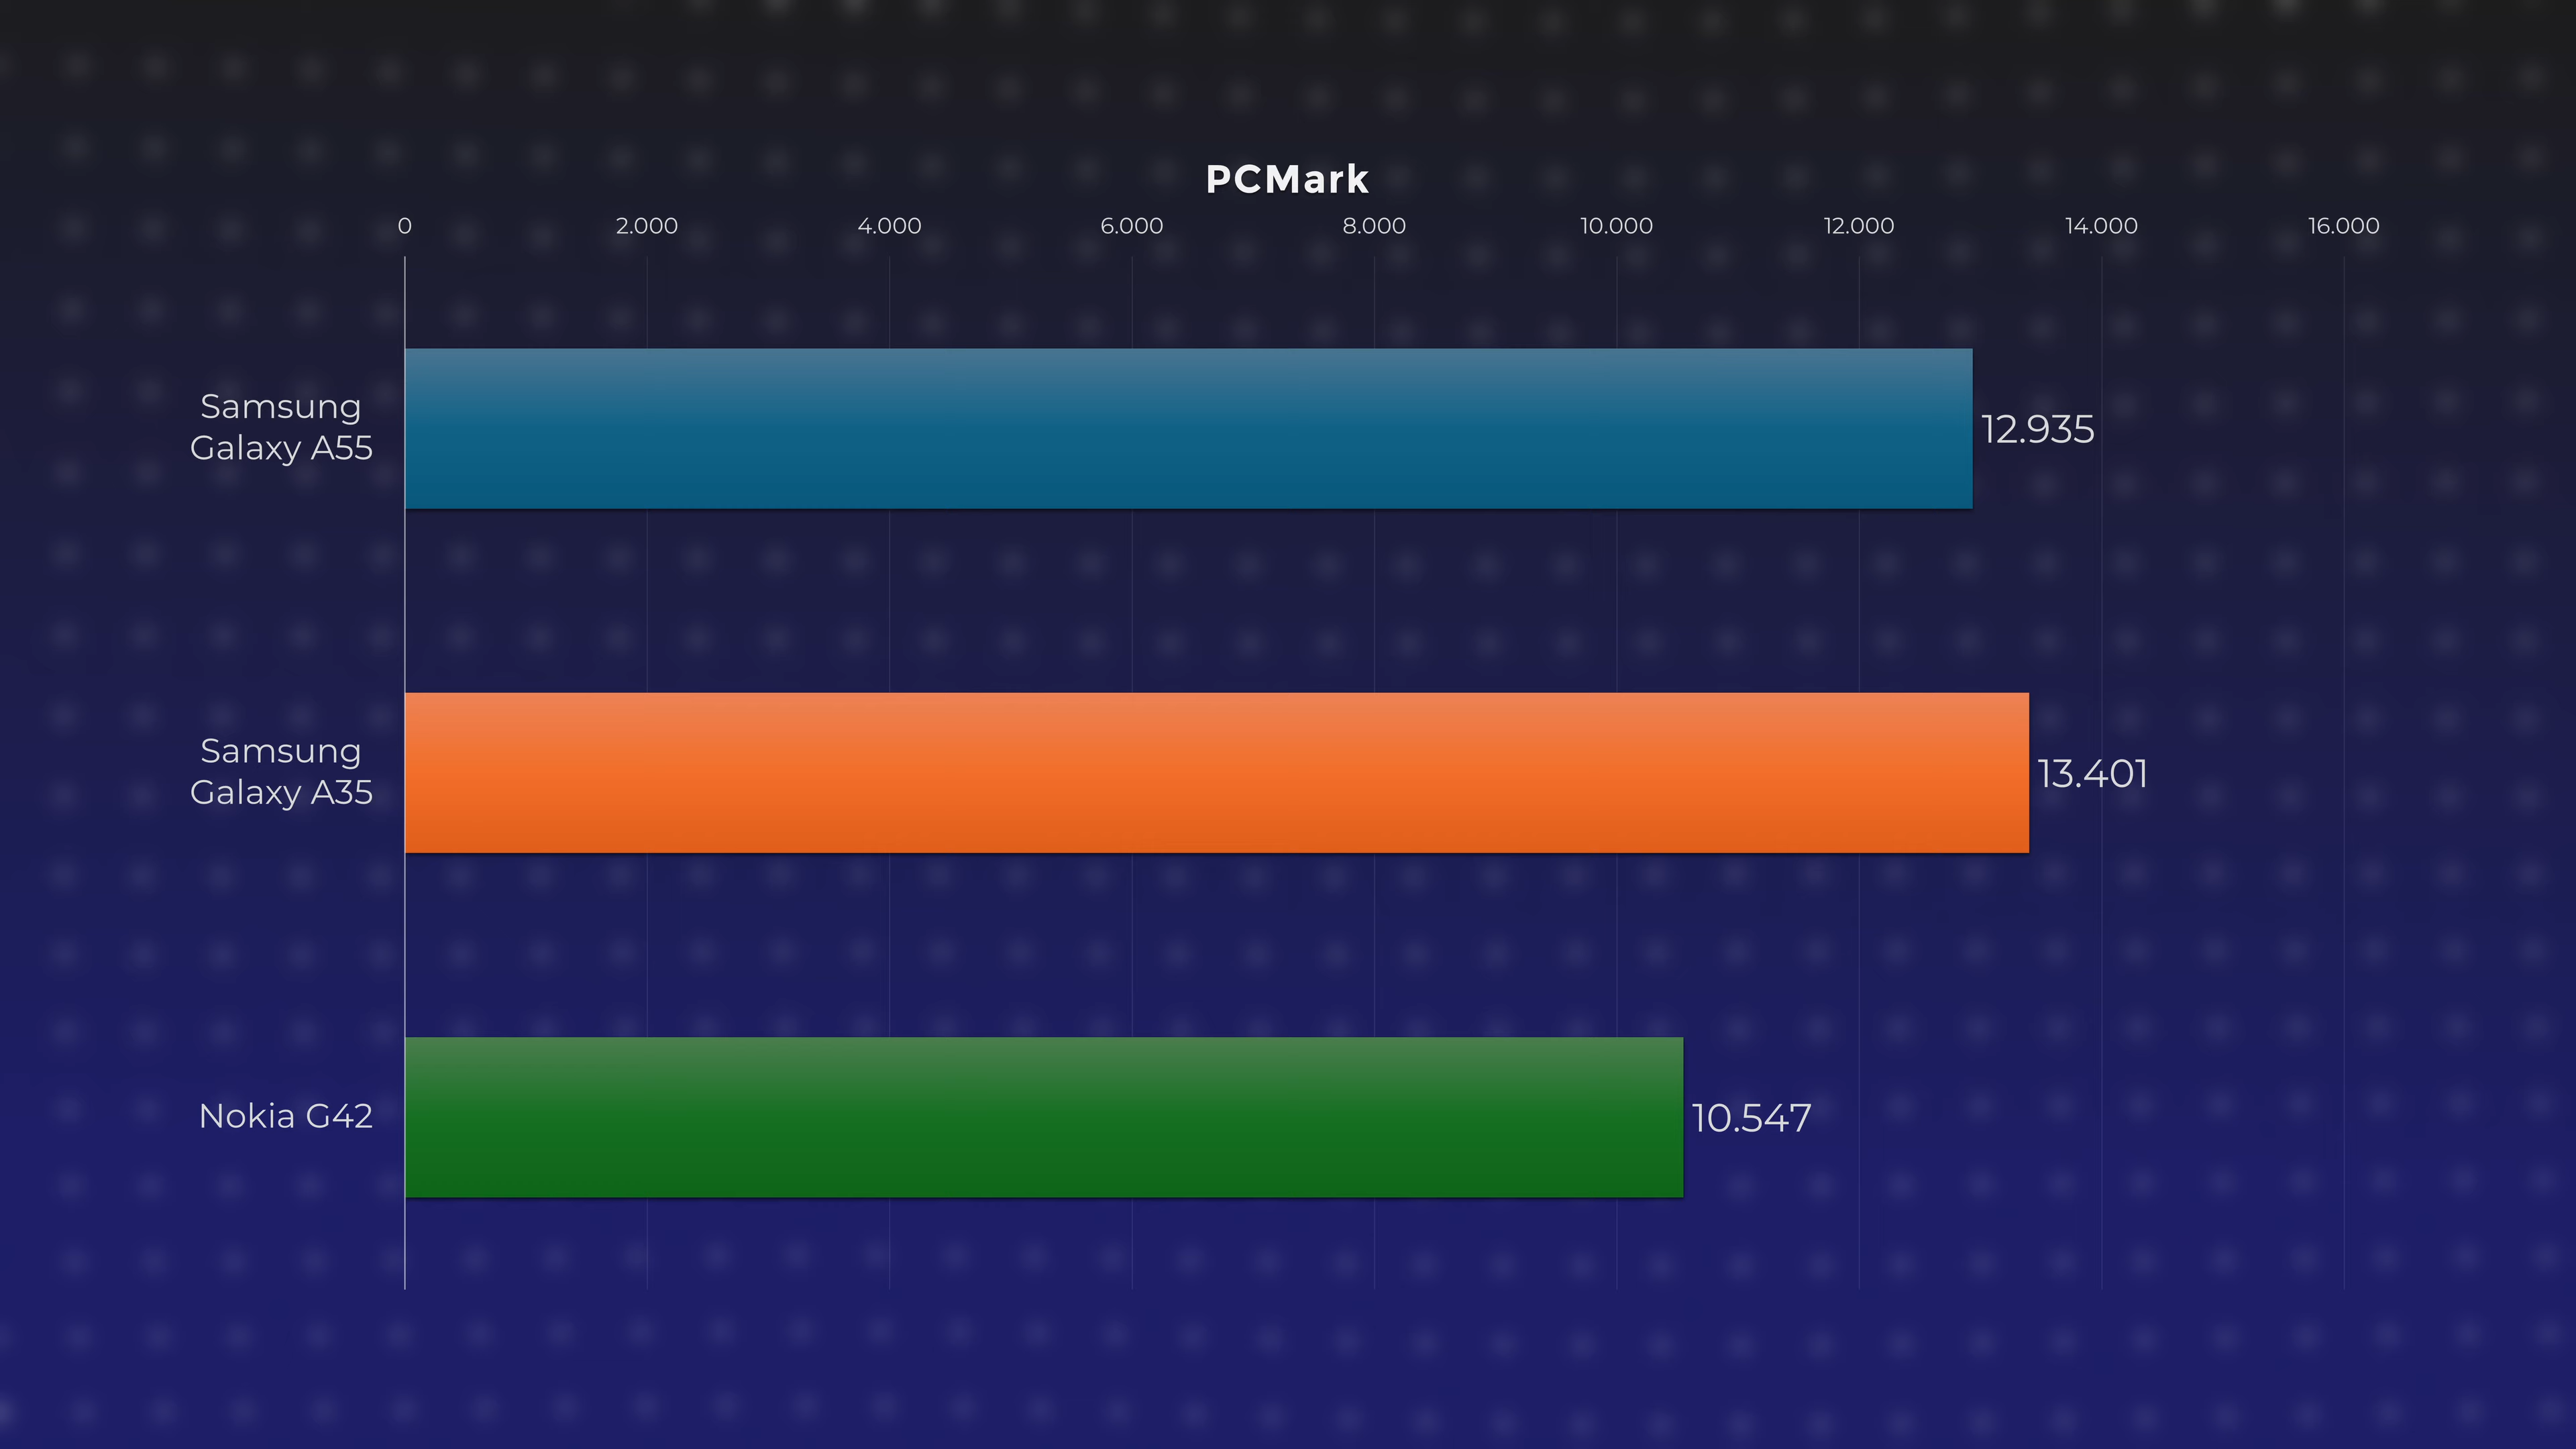 PCMark
0 2.000 4.000 6.000 8.000 10.000 12.000 14.000 16.000
Samsung
Galaxy A55
12.935
Samsung
Galaxy A35
13.401
Nokia G42
10.547